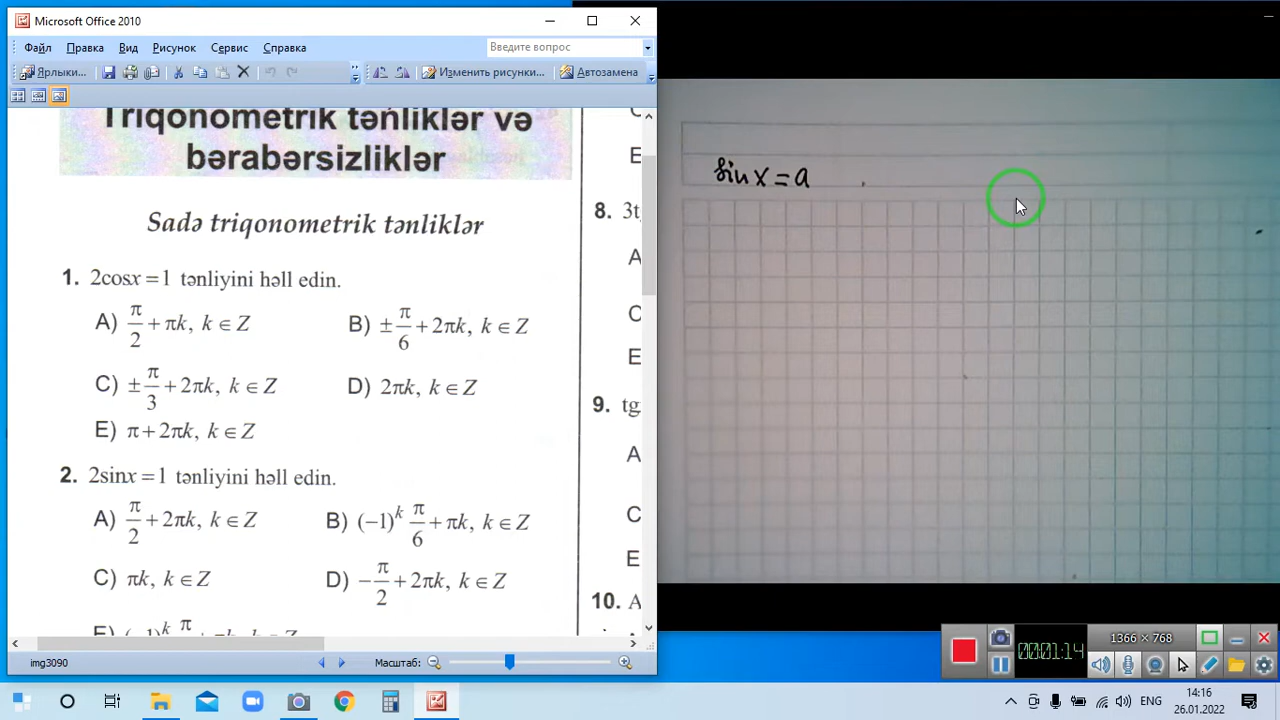 Microsoft Office 2010
Файл Правка Вид Рисунок Сервис Справка Введите вопрос
Ярлыки... Изменить рисунки... Автозамена
Triqonometrik tənliklər və
bərabərsizliklər
Sadə triqonometrik tənliklər
1. 2cosx = 1 tənliyini həll edin.
A) π/2 + πk, k ∈ Z B) ± π/6 + 2πk, k ∈ Z
C) ± π/3 + 2πk, k ∈ Z D) 2πk, k ∈ Z
E) π + 2πk, k ∈ Z
2. 2sinx = 1 tənliyini həll edin.
A) π/2 + 2πk, k ∈ Z B) (−1)^k π/6 + πk, k ∈ Z
C) πk, k ∈ Z D) − π/2 + 2πk, k ∈ Z
E
8. 3t
A
C
E
9. tg
A
C
E
10. A
img3090 Масштаб:
sin x = a
00:01:14 1366 × 768
ENG 14:16
26.01.2022